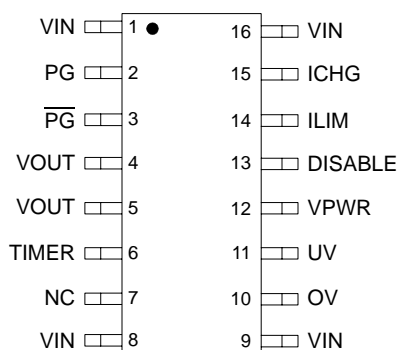 VIN 1 16 VIN
PG 2 15 ICHG
P̅G̅ 3 14 ILIM
VOUT 4 13 DISABLE
VOUT 5 12 VPWR
TIMER 6 11 UV
NC 7 10 OV
VIN 8 9 VIN